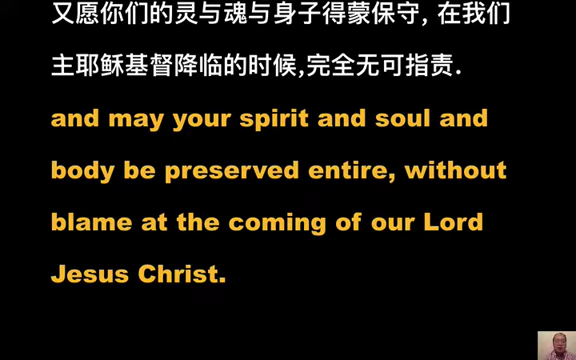 又愿你们的灵与魂与身子得蒙保守, 在我们
主耶稣基督降临的时候,完全无可指责.
and may your spirit and soul and
body be preserved entire, without
blame at the coming of our Lord
Jesus Christ.